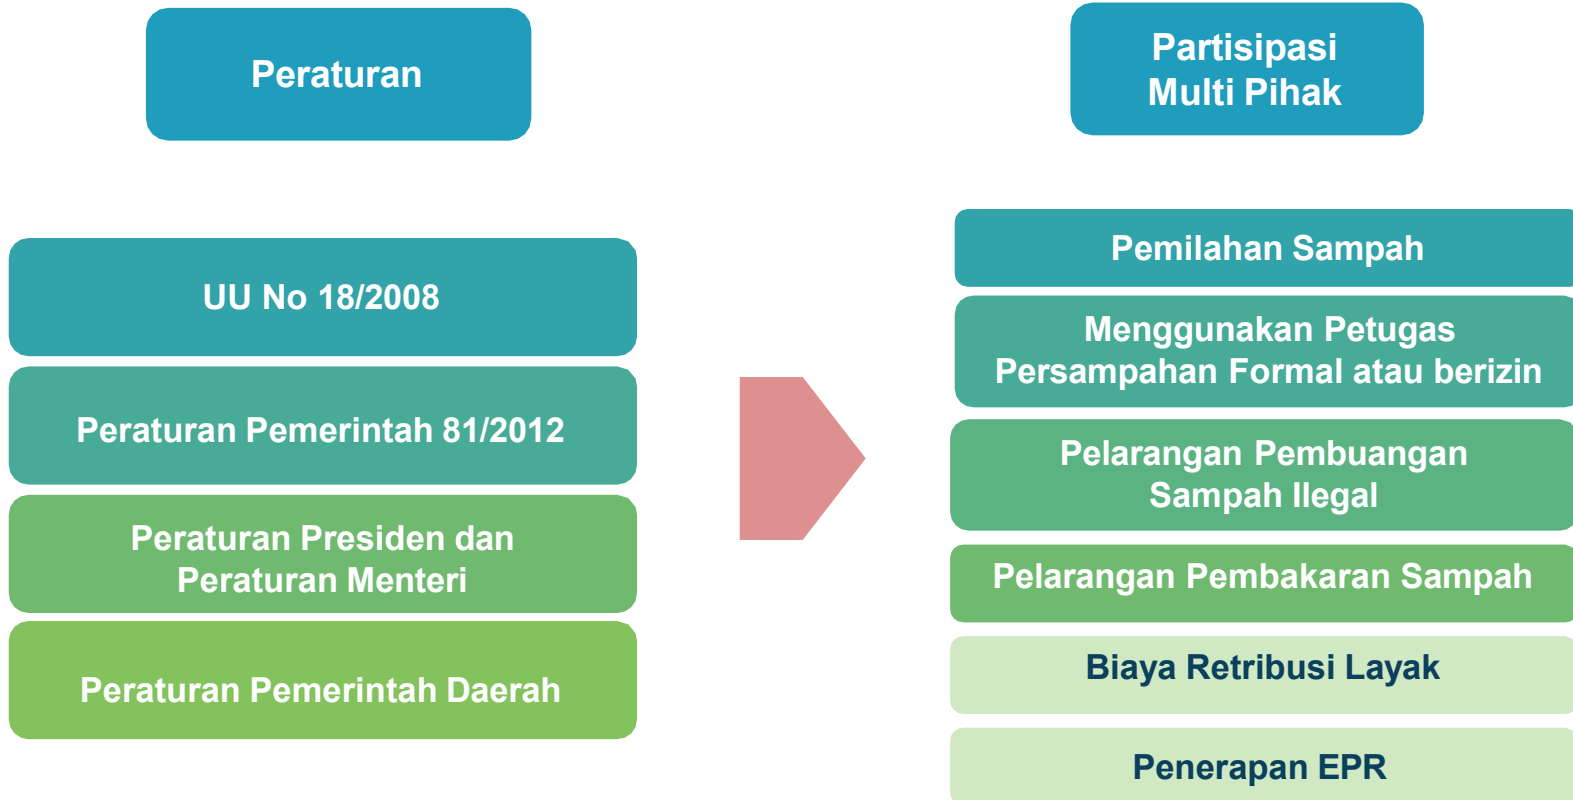 Peraturan
UU No 18/2008
Peraturan Pemerintah 81/2012
Peraturan Presiden dan
Peraturan Menteri
Peraturan Pemerintah Daerah
Partisipasi
Multi Pihak
Pemilahan Sampah
Menggunakan Petugas
Persampahan Formal atau berizin
Pelarangan Pembuangan
Sampah Ilegal
Pelarangan Pembakaran Sampah
Biaya Retribusi Layak
Penerapan EPR